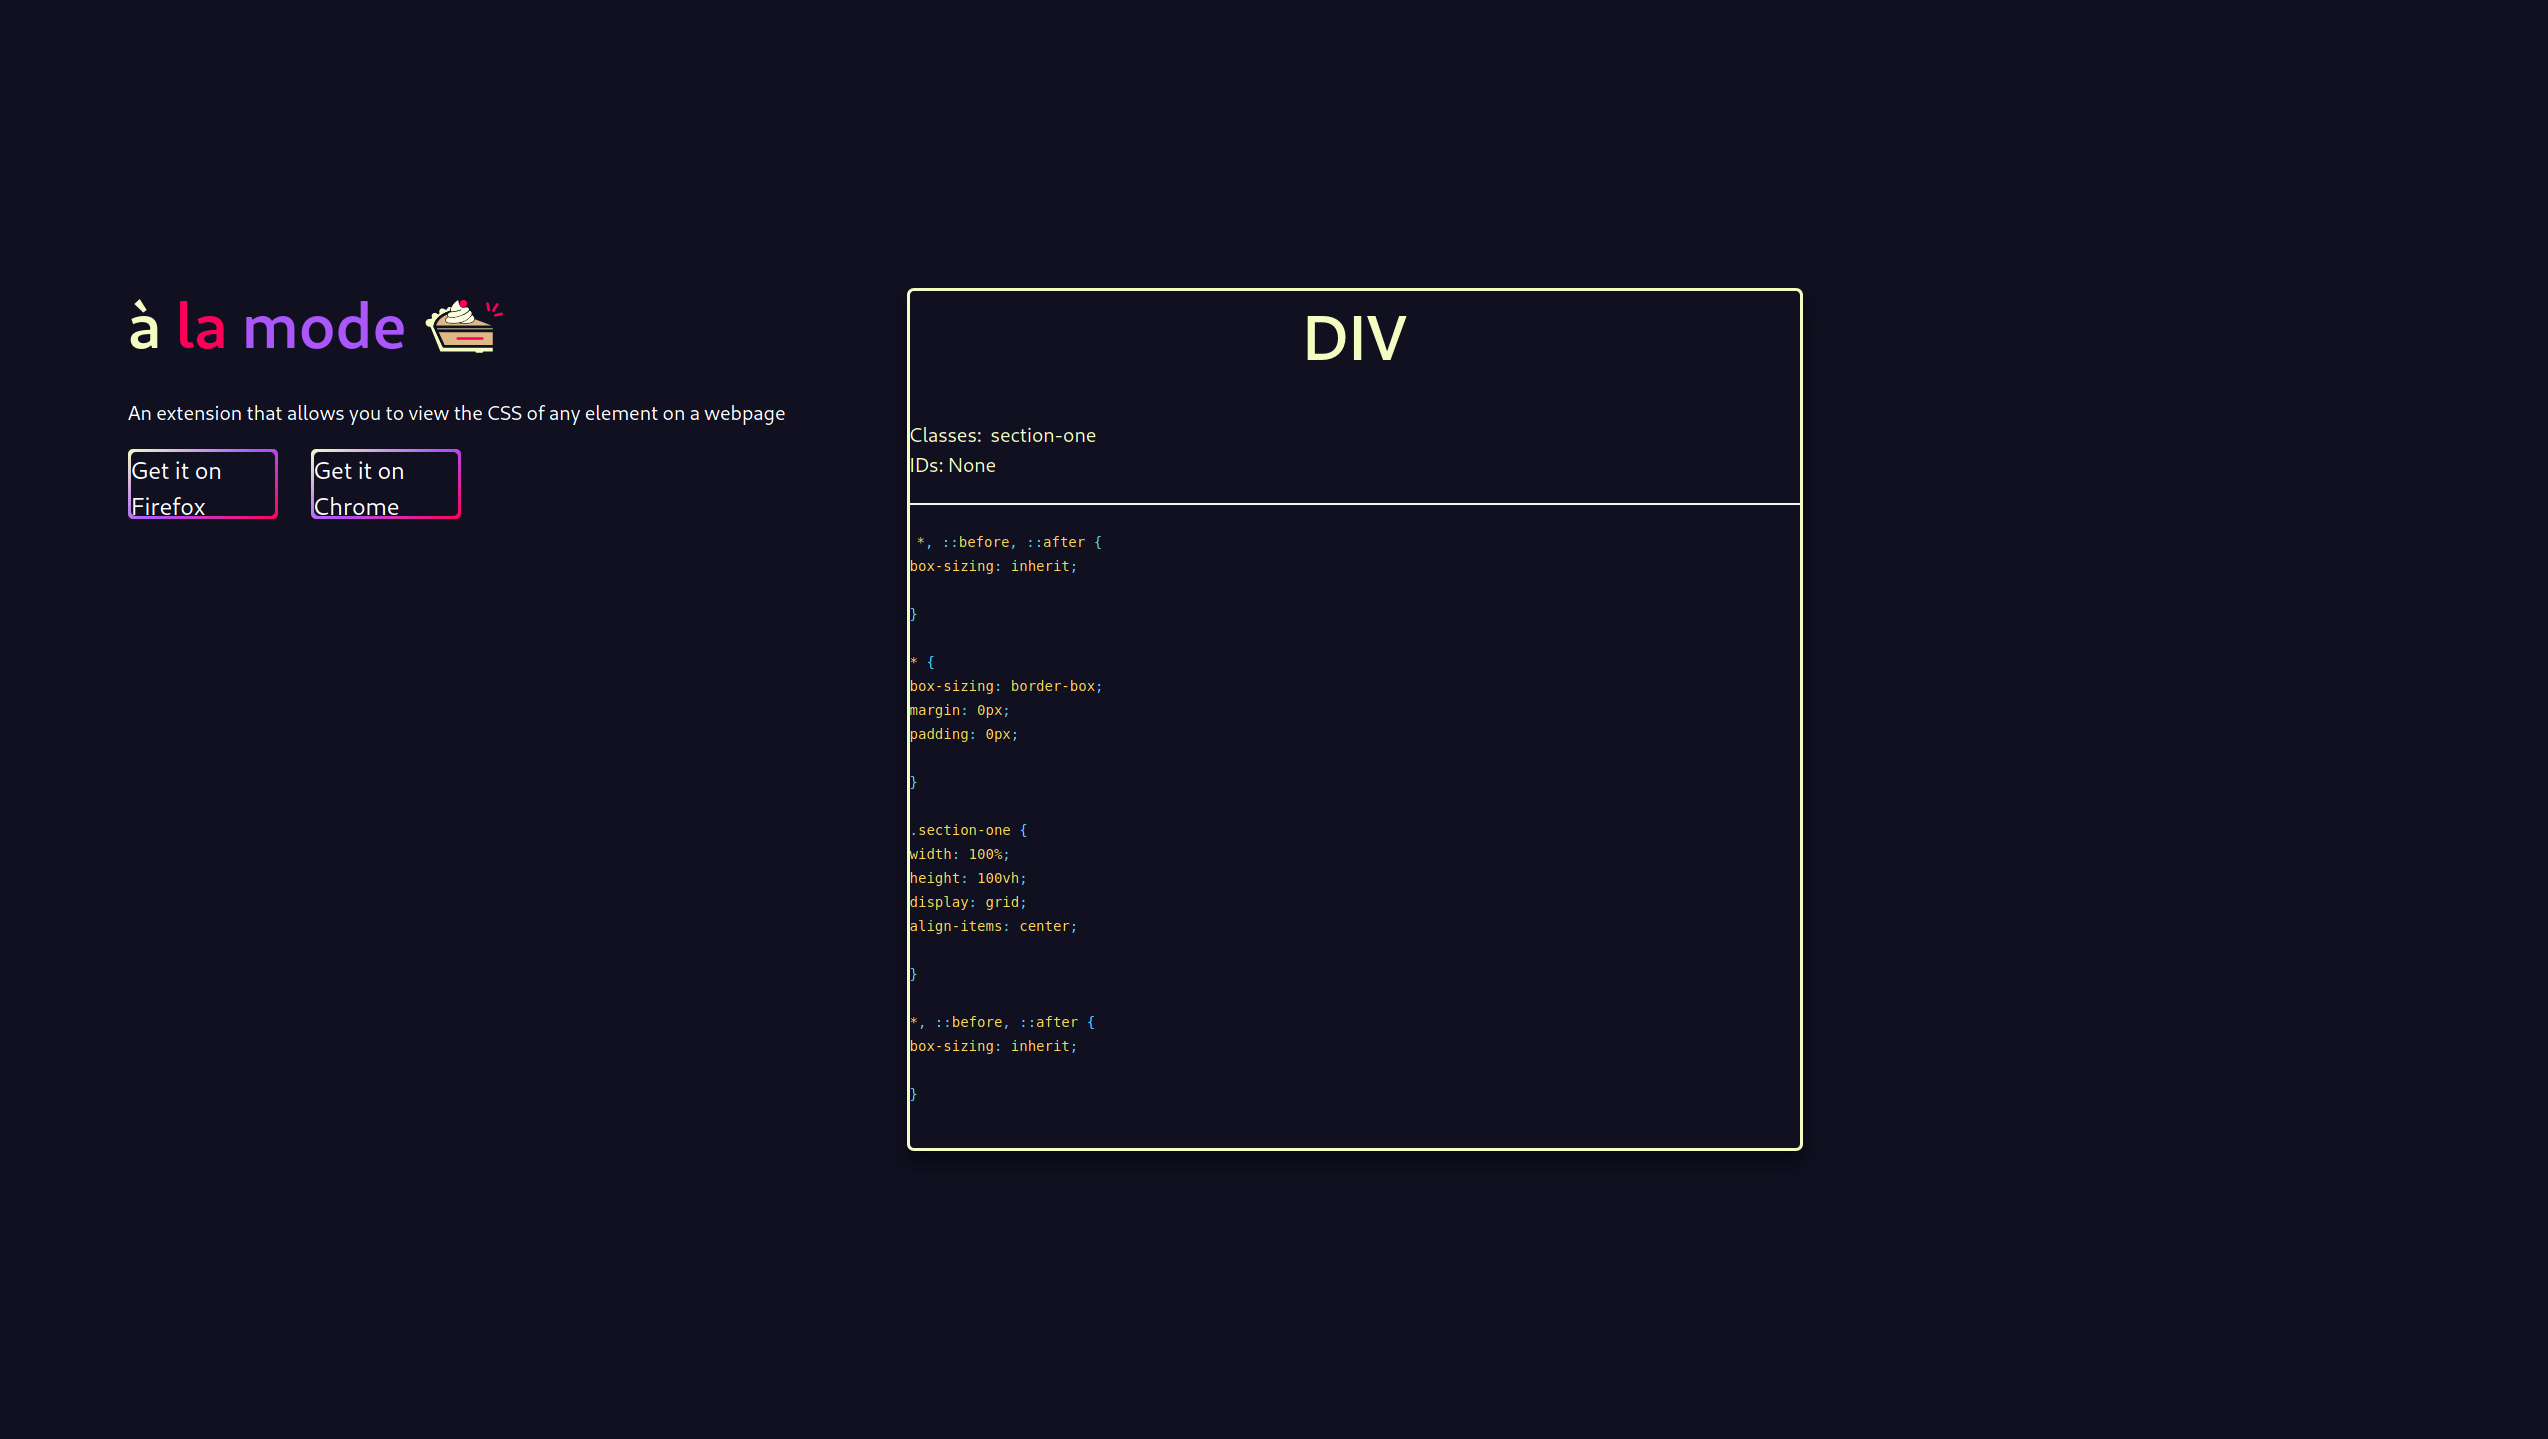 à la mode
An extension that allows you to view the CSS of any element on a webpage
Get it on
Firefox
Get it on
Chrome
DIV
Classes: section-one
IDs: None
*, ::before, ::after {
box-sizing: inherit;
}
* {
box-sizing: border-box;
margin: 0px;
padding: 0px;
}
.section-one {
width: 100%;
height: 100vh;
display: grid;
align-items: center;
}
*, ::before, ::after {
box-sizing: inherit;
}